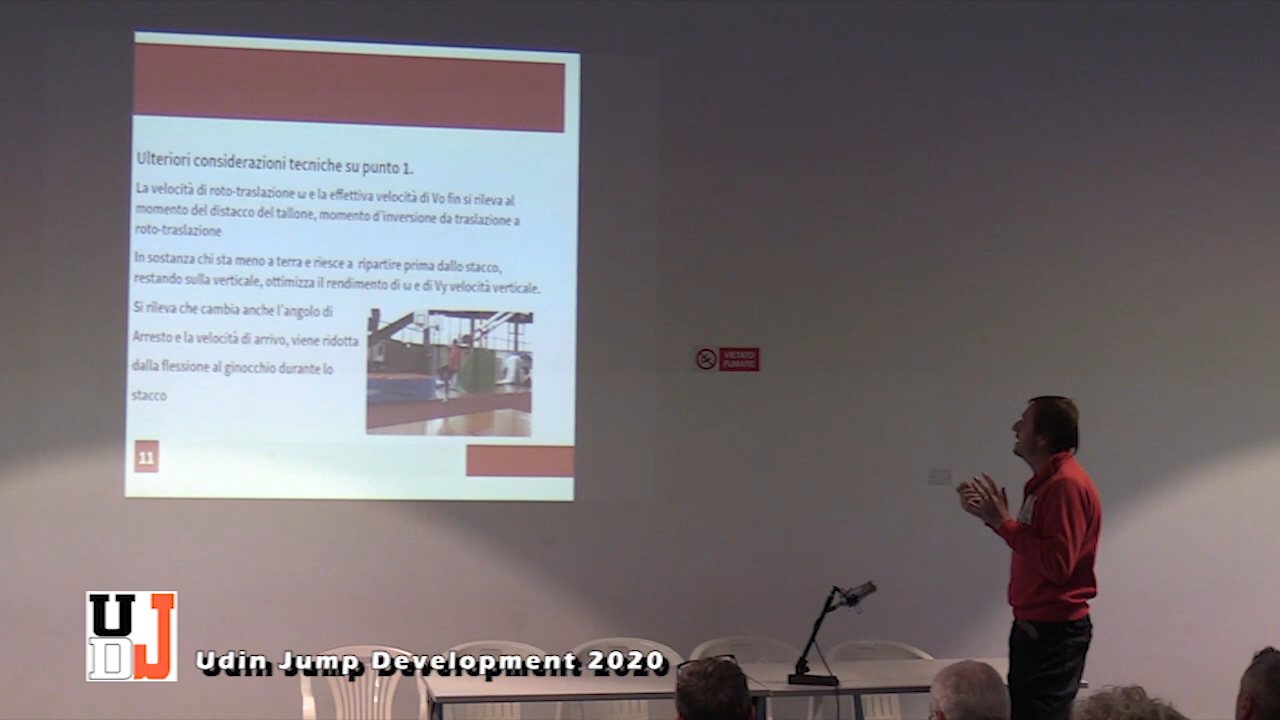 Ulteriori considerazioni tecniche su punto 1.
La velocità di roto-traslazione ω e la effettiva velocità di Vo fin si rileva al
momento del distacco del tallone, momento d'inversione da traslazione a
roto-traslazione
In sostanza chi sta meno a terra e riesce a ripartire prima dallo stacco,
restando sulla verticale, ottimizza il rendimento di ω e di Vy velocità verticale.
Si rileva che cambia anche l'angolo di
Arresto e la velocità di arrivo, viene ridotta
dalla flessione al ginocchio durante lo
stacco
11
VIETATO
FUMARE
UDJ
Udin Jump Development 2020